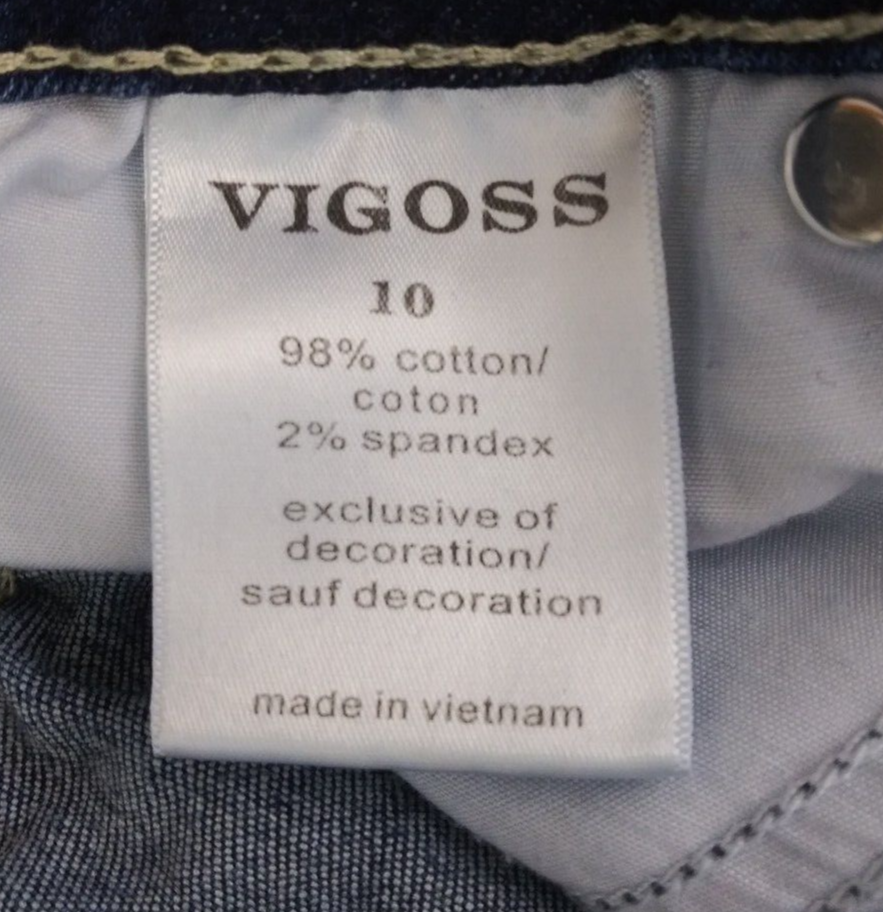 VIGOSS
10
98% cotton/
coton
2% spandex
exclusive of
decoration/
sauf decoration
made in vietnam